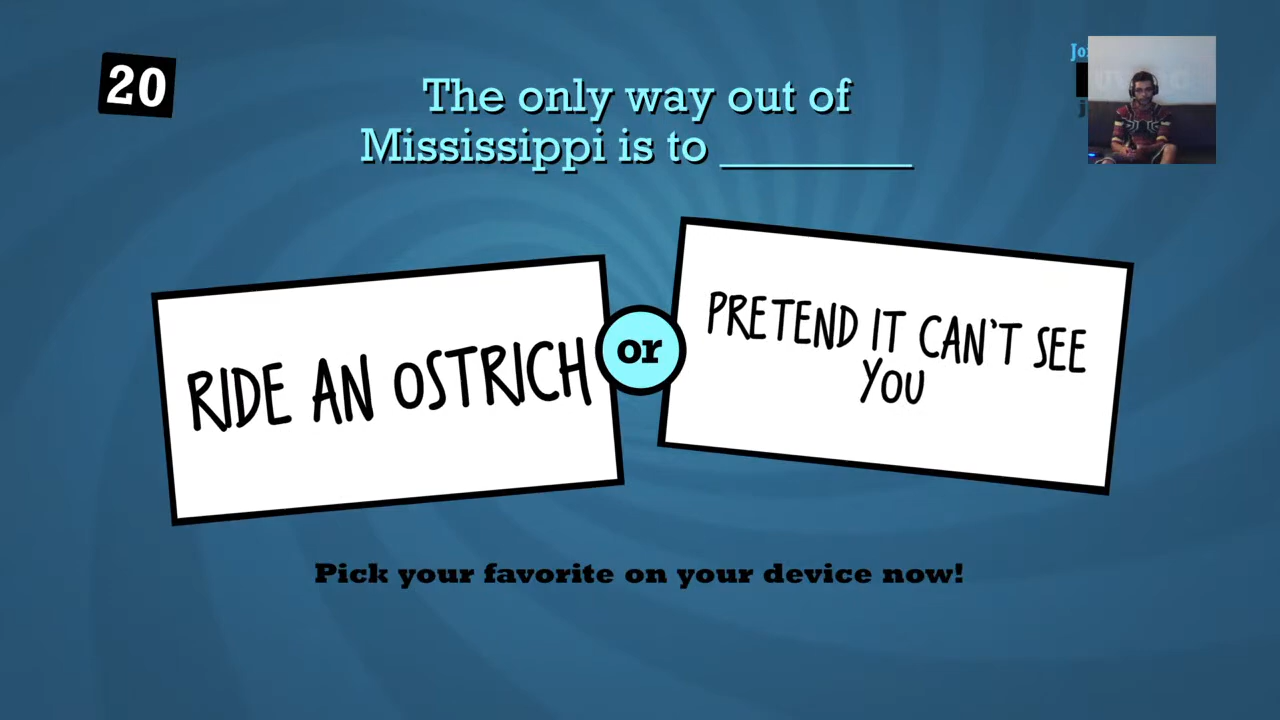 20
The only way out of
Mississippi is to ________
RIDE AN OSTRICH
or
PRETEND IT CAN'T SEE
YOU
Pick your favorite on your device now!